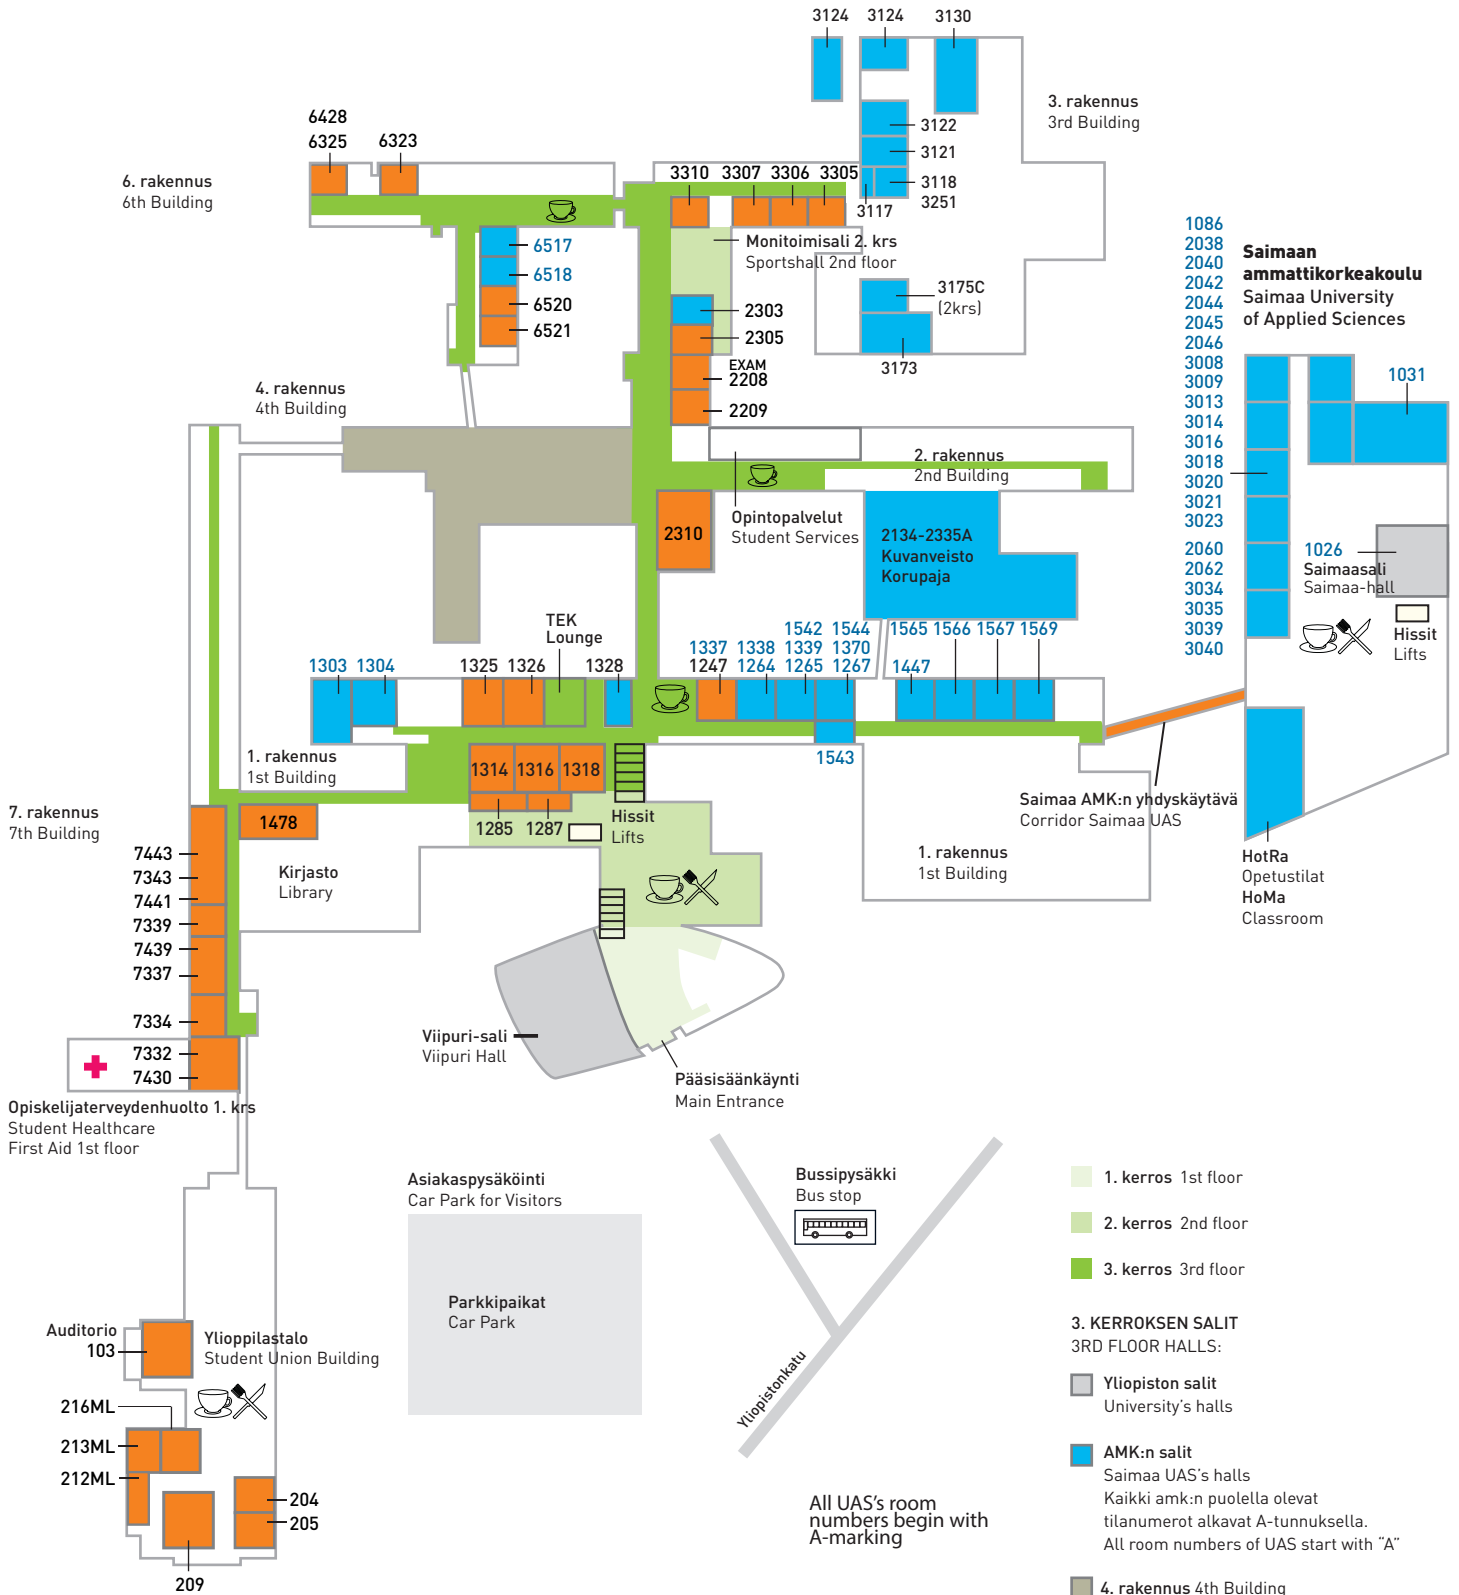 3124
3124
3130
3. rakennus
3rd Building
3122
3121
3118
3251
3117
6428
6325
6323
6. rakennus
6th Building
3310
3307
3306
3305
Monitoimisali 2. krs
Sportshall 2nd floor
6517
6518
6520
6521
2303
2305
EXAM
2208
2209
3175C
(2krs)
3173
1086
2038
2040
2042
2044
2045
2046
3008
3009
3013
3014
3016
3018
3020
3021
3023
2060
2062
3034
3035
3039
3040
Saimaan
ammattikorkeakoulu
Saimaa University
of Applied Sciences
1031
1026
Saimaasali
Saimaa-hall
Hissit
Lifts
4. rakennus
4th Building
2. rakennus
2nd Building
2310
Opintopalvelut
Student Services
2134-2335A
Kuvanveisto
Korupaja
TEK
Lounge
1303
1304
1325
1326
1328
1337
1247
1338
1264
1542
1339
1265
1544
1370
1267
1565
1566
1567
1569
1447
1543
1. rakennus
1st Building
1314
1316
1318
1285
1287
Hissit
Lifts
Saimaa AMK:n yhdyskäytävä
Corridor Saimaa UAS
7. rakennus
7th Building
1478
Kirjasto
Library
1. rakennus
1st Building
HotRa
Opetustilat
HoMa
Classroom
7443
7343
7441
7339
7439
7337
7334
7332
7430
Opiskelijaterveydenhuolto 1. krs
Student Healthcare
First Aid 1st floor
Viipuri-sali
Viipuri Hall
Pääsisäänkäynti
Main Entrance
Asiakaspysäköinti
Car Park for Visitors
Parkkipaikat
Car Park
Bussipysäkki
Bus stop
Yliopistonkatu
Auditorio
103
Ylioppilastalo
Student Union Building
216ML
213ML
212ML
204
205
209
All UAS's room
numbers begin with
A-marking
1. kerros 1st floor
2. kerros 2nd floor
3. kerros 3rd floor
3. KERROKSEN SALIT
3RD FLOOR HALLS:
Yliopiston salit
University's halls
AMK:n salit
Saimaa UAS's halls
Kaikki amk:n puolella olevat
tilanumerot alkavat A-tunnuksella.
All room numbers of UAS start with "A"
4. rakennus 4th Building